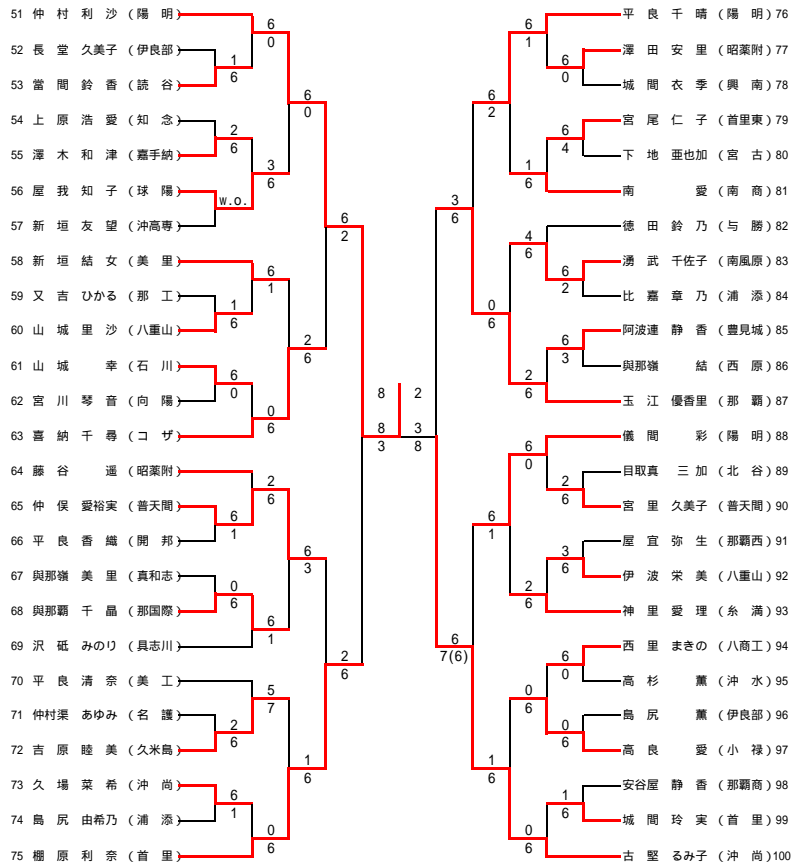 51 仲 村 利 沙 (陽 明)
52 長 堂 久美子 (伊良部)
53 當 間 鈴 香 (読 谷)
54 上 原 浩 愛 (知 念)
55 澤 木 和 津 (嘉手納)
56 屋 我 知 子 (球 陽)
57 新 垣 友 望 (沖高専)
58 新 垣 結 女 (美 里)
59 又 吉 ひかる (那 工)
60 山 城 里 沙 (八重山)
61 山 城 幸 (石 川)
62 宮 川 琴 音 (向 陽)
63 喜 納 千 尋 (コ ザ)
64 藤 谷 遥 (昭薬附)
65 仲 俣 愛裕実 (普天間)
66 平 良 香 織 (開 邦)
67 與那嶺 美 里 (真和志)
68 與那覇 千 晶 (那国際)
69 沢 砥 みのり (具志川)
70 平 良 清 奈 (美 工)
71 仲村渠 あゆみ (名 護)
72 吉 原 睦 美 (久米島)
73 久 場 菜 希 (沖 尚)
74 島 尻 由希乃 (浦 添)
75 棚 原 利 奈 (首 里)
1
6
2
6
w.o.
1
6
6
0
6
1
0
6
2
6
6
1
6
0
3
6
6
1
0
6
2
6
6
1
5
7
0
6
6
0
2
6
6
3
1
6
6
2
2
6
8
3
8
2
3
8
3
6
6
7(6)
6
2
0
6
6
1
1
6
6
1
1
6
4
6
2
6
6
0
2
6
0
6
0
6
6
0
6
4
6
2
6
3
2
6
3
6
6
0
0
6
1
6
平 良 千 晴 (陽 明) 76
澤 田 安 里 (昭薬附) 77
城 間 衣 季 (興 南) 78
宮 尾 仁 子 (首里東) 79
下 地 亜也加 (宮 古) 80
南 愛 (南 商) 81
徳 田 鈴 乃 (与 勝) 82
湧 武 千佐子 (南風原) 83
比 嘉 章 乃 (浦 添) 84
阿波連 静 香 (豊見城) 85
與那嶺 結 (西 原) 86
玉 江 優香里 (那 覇) 87
儀 間 彩 (陽 明) 88
目取真 三 加 (北 谷) 89
宮 里 久美子 (普天間) 90
屋 宜 弥 生 (那覇西) 91
伊 波 栄 美 (八重山) 92
神 里 愛 理 (糸 満) 93
西 里 まきの (八商工) 94
高 杉 薫 (沖 水) 95
島 尻 薫 (伊良部) 96
高 良 愛 (小 禄) 97
安谷屋 静 香 (那覇商) 98
城 間 玲 実 (首 里) 99
古 堅 るみ子 (沖 尚) 100